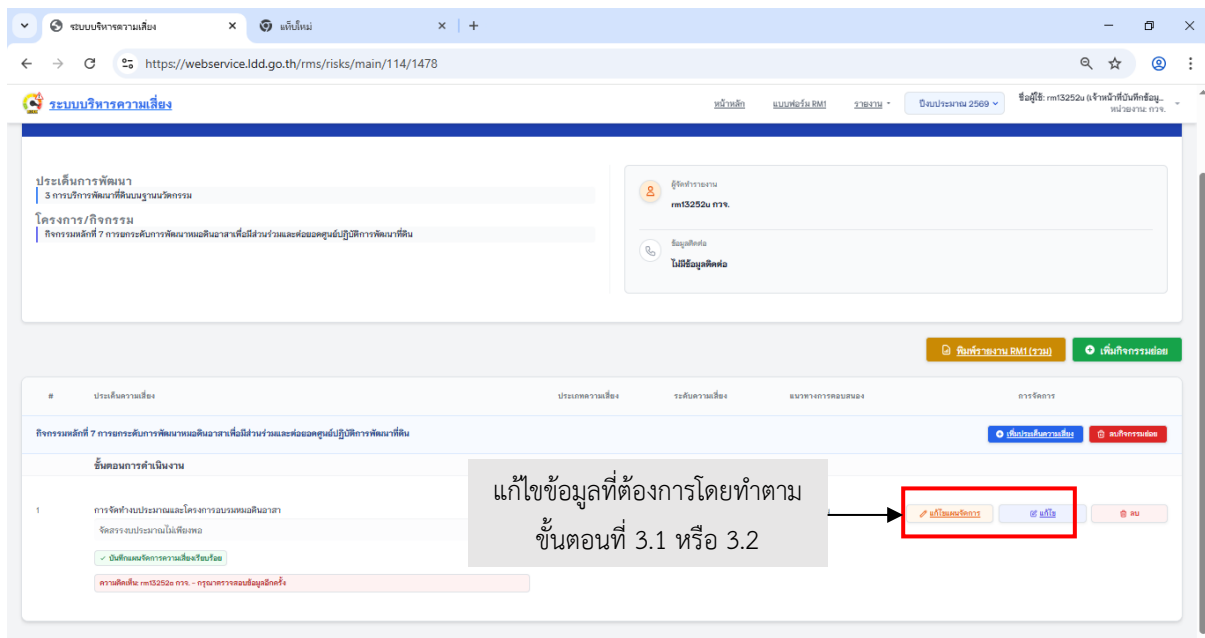 ระบบบริหารความเสี่ยง
แท็บใหม่
https://webservice.ldd.go.th/rms/risks/main/114/1478
ระบบบริหารความเสี่ยง
หน้าหลัก
แบบฟอร์ม RM1
รายงาน
ปีงบประมาณ 2569
ชื่อผู้ใช้: rm13252u (เจ้าหน้าที่บันทึกข้อมู...
หน่วยงาน: กวจ.
ประเด็นการพัฒนา
3 การบริการพัฒนาที่ดินบนฐานนวัตกรรม
โครงการ/กิจกรรม
กิจกรรมหลักที่ 7 การยกระดับการพัฒนาหมอดินอาสาเพื่อมีส่วนร่วมและต่อยอดศูนย์ปฏิบัติการพัฒนาที่ดิน
ผู้จัดทำรายงาน
rm13252u กวจ.
ข้อมูลติดต่อ
ไม่มีข้อมูลติดต่อ
พิมพ์รายงาน RM1 (รวม)
เพิ่มกิจกรรมย่อย
# ประเด็นความเสี่ยง ประเภทความเสี่ยง ระดับความเสี่ยง แนวทางการตอบสนอง การจัดการ
กิจกรรมหลักที่ 7 การยกระดับการพัฒนาหมอดินอาสาเพื่อมีส่วนร่วมและต่อยอดศูนย์ปฏิบัติการพัฒนาที่ดิน
เพิ่มประเด็นความเสี่ยง
ลบกิจกรรมย่อย
ขั้นตอนการดำเนินงาน
แก้ไขข้อมูลที่ต้องการโดยทำตาม
ขั้นตอนที่ 3.1 หรือ 3.2
1 การจัดทำงบประมาณและโครงการอบรมหมอดินอาสา
แก้ไขแผนจัดการ
แก้ไข
ลบ
จัดสรรงบประมาณไม่เพียงพอ
บันทึกแผนจัดการความเสี่ยงเรียบร้อย
ความคิดเห็น: rm13252อ กวจ. - กรุณาตรวจสอบข้อมูลอีกครั้ง